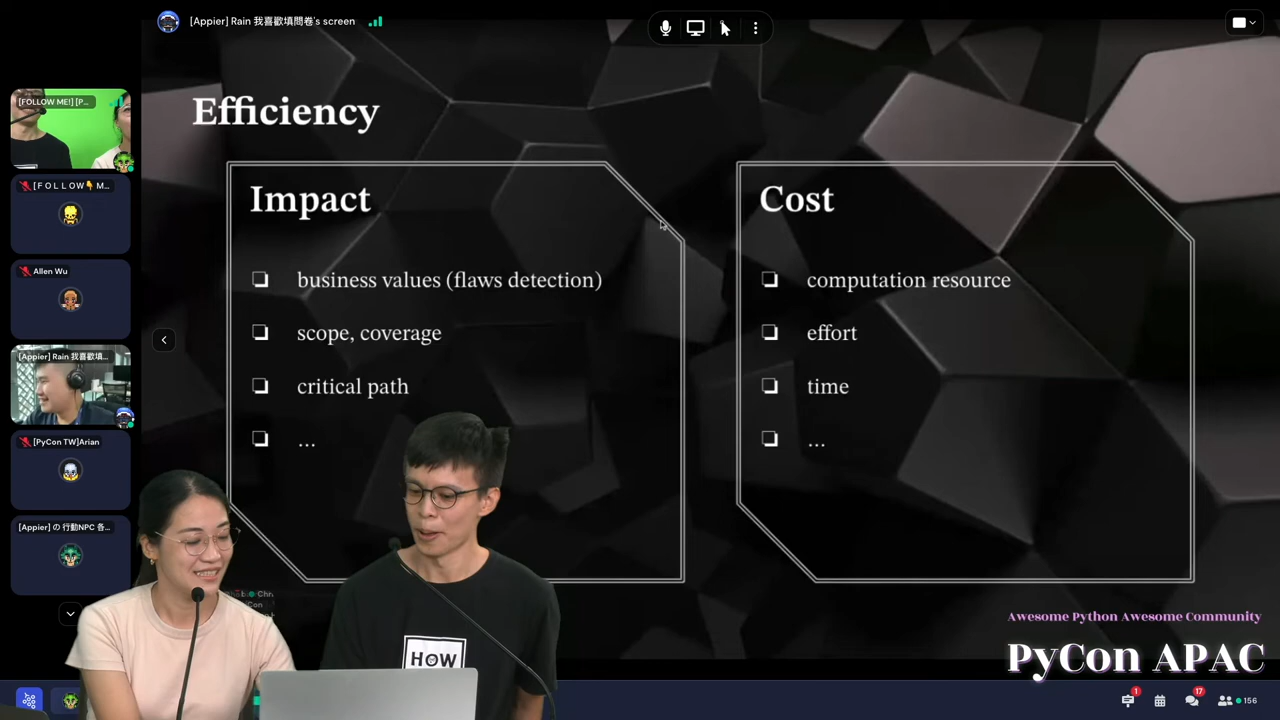 [Appier] Rain 我喜歡填問卷's screen
[FOLLOW ME!] [P...
[ F O L L O W👇 M...
Allen Wu
[Appier] Rain 我喜歡填...
[PyCon TW]Arian
[Appier] の 行動NPC 各...
Efficiency
Impact
❏ business values (flaws detection)
❏ scope, coverage
❏ critical path
❏ ...
Cost
❏ computation resource
❏ effort
❏ time
❏ ...
HOW
Awesome Python Awesome Community
PyCon APAC
1
17
156